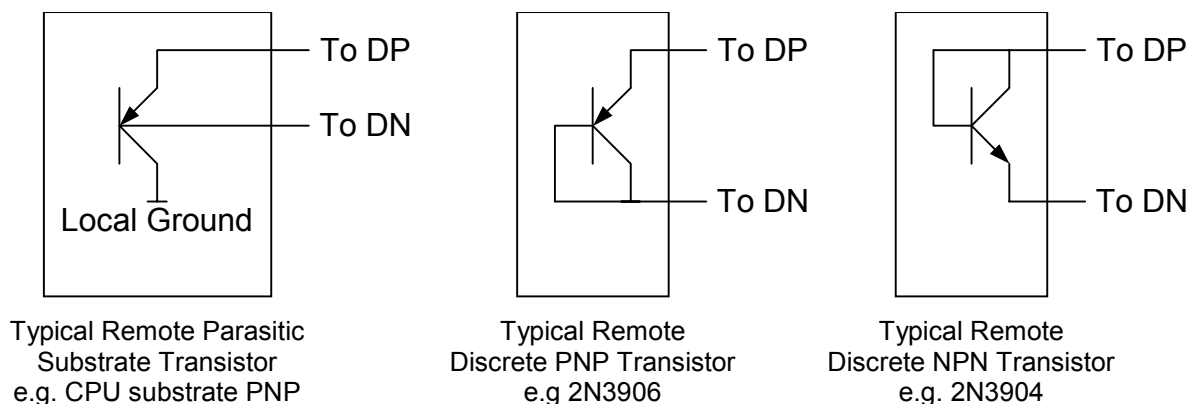 To DP
To DN
Local Ground
Typical Remote Parasitic
Substrate Transistor
e.g. CPU substrate PNP
To DP
To DN
Typical Remote
Discrete PNP Transistor
e.g 2N3906
To DP
To DN
Typical Remote
Discrete NPN Transistor
e.g. 2N3904